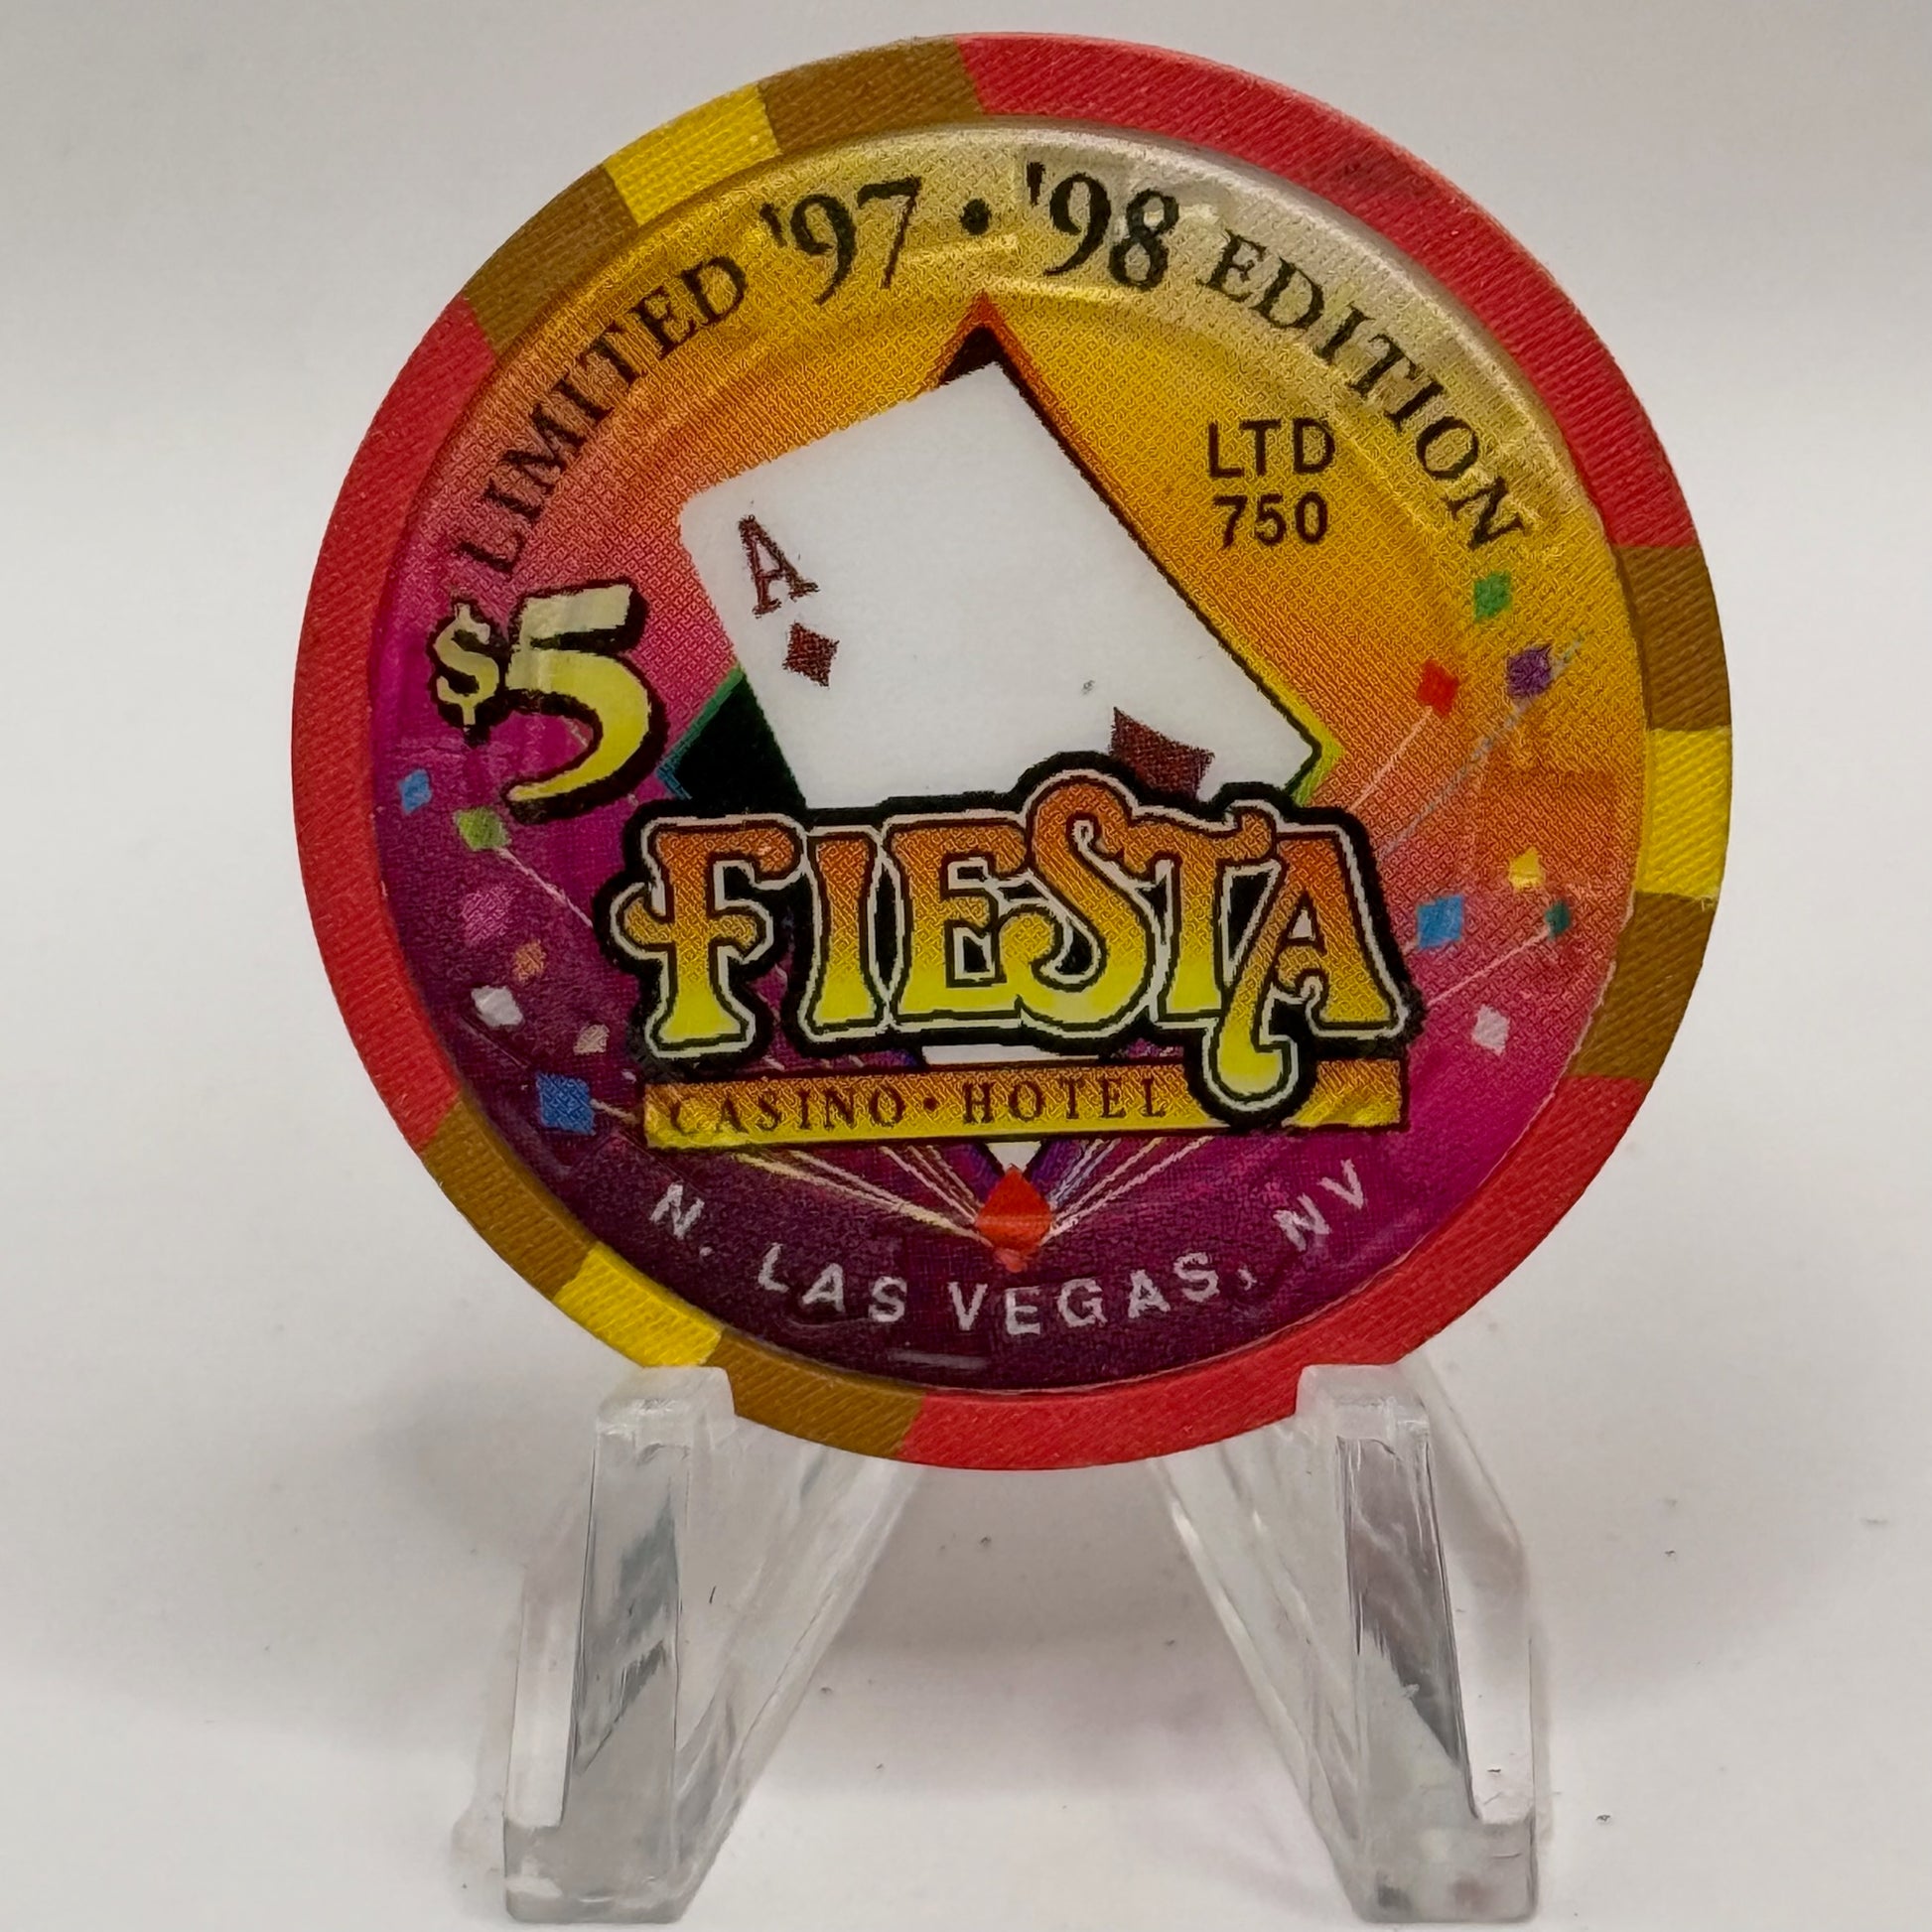 LIMITED '97 • '98 EDITION
LTD
750
$5
A
FIESTA
CASINO • HOTEL
N. LAS VEGAS, NV